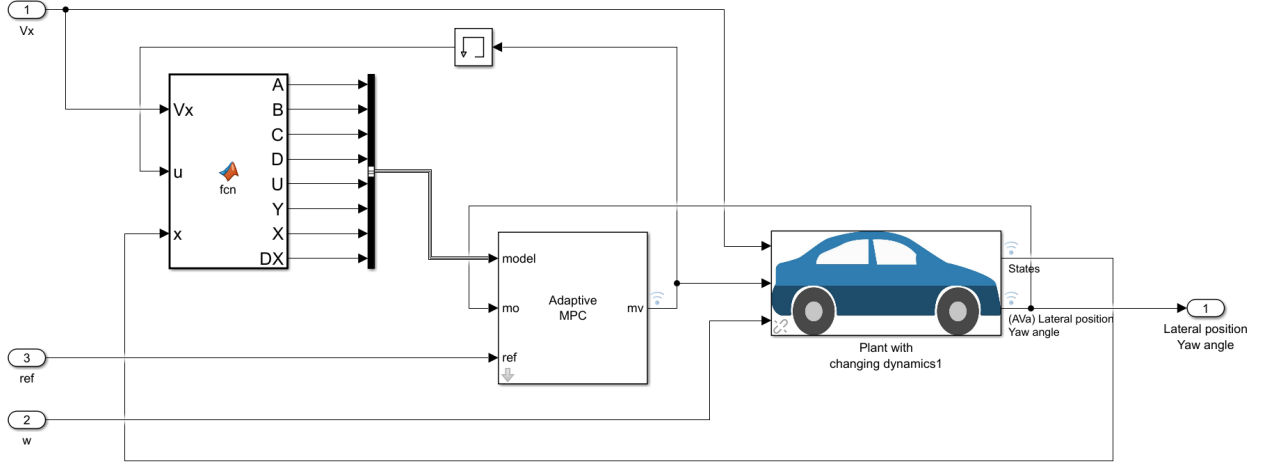 1
Vx
Vx
u
x
fcn
A
B
C
D
U
Y
X
DX
model
mo
ref
Adaptive
MPC
mv
States
(AVa) Lateral position
Yaw angle
Plant with
changing dynamics1
1
Lateral position
Yaw angle
3
ref
2
w